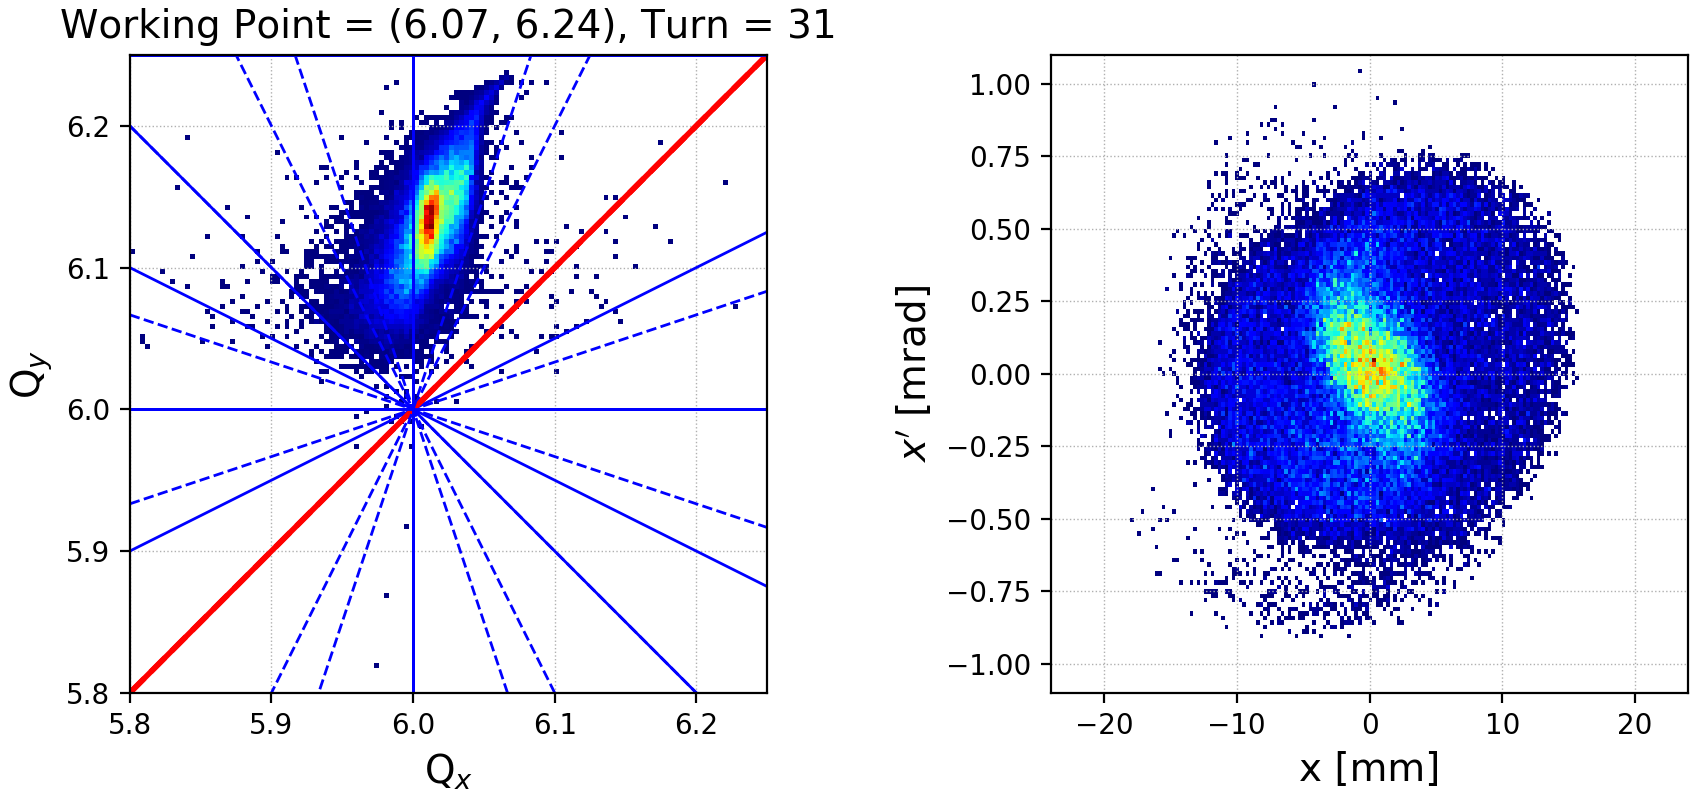 Working Point = (6.07, 6.24), Turn = 31
6.2
6.1
6.0
5.9
5.8
Q_y
5.8 5.9 6.0 6.1 6.2
Q_x
1.00
0.75
0.50
0.25
0.00
−0.25
−0.50
−0.75
−1.00
x′ [mrad]
−20 −10 0 10 20
x [mm]